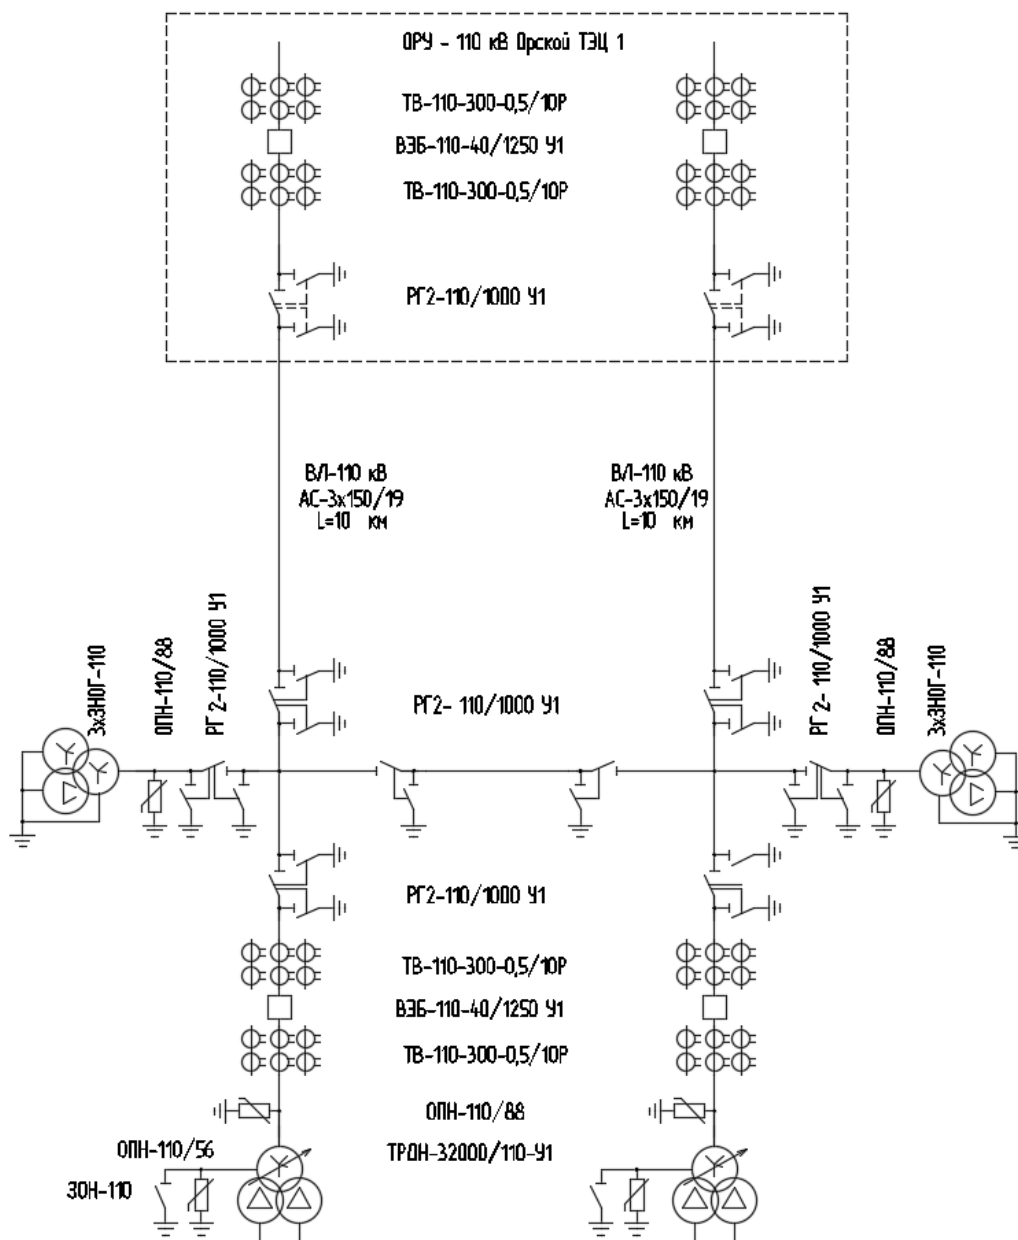 ОРУ - 110 кВ Орской ТЭЦ 1
ТВ-110-300-0,5/10Р
ВЭБ-110-40/1250 У1
ТВ-110-300-0,5/10Р
РГ2-110/1000 У1
ВЛ-110 кВ
АС-3х150/19
L=10 км
ВЛ-110 кВ
АС-3х150/19
L=10 км
3хЗНОГ-110
ОПН-110/88
РГ2-110/1000 У1
РГ2- 110/1000 У1
РГ2- 110/1000 У1
ОПН-110/88
3хЗНОГ-110
РГ2-110/1000 У1
ТВ-110-300-0,5/10Р
ВЭБ-110-40/1250 У1
ТВ-110-300-0,5/10Р
ОПН-110/88
ОПН-110/56
ТРДН-32000/110-У1
ЗОН-110